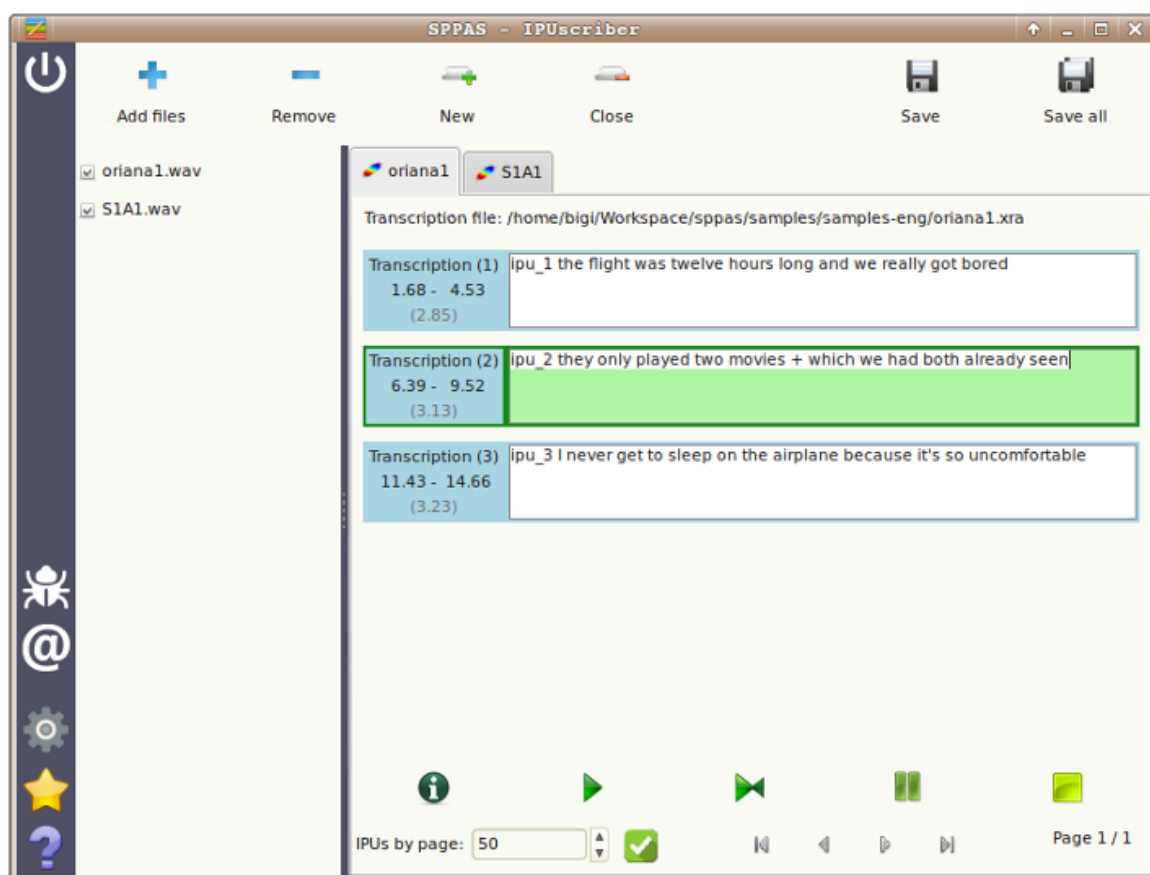 SPPAS - IPUscriber
Add files
Remove
New
Close
Save
Save all
oriana1.wav
S1A1.wav
oriana1
S1A1
Transcription file: /home/bigi/Workspace/sppas/samples/samples-eng/oriana1.xra
Transcription (1)
1.68 - 4.53
(2.85)
ipu_1 the flight was twelve hours long and we really got bored
Transcription (2)
6.39 - 9.52
(3.13)
ipu_2 they only played two movies + which we had both already seen
Transcription (3)
11.43 - 14.66
(3.23)
ipu_3 I never get to sleep on the airplane because it's so uncomfortable
IPUs by page: 50
Page 1 / 1